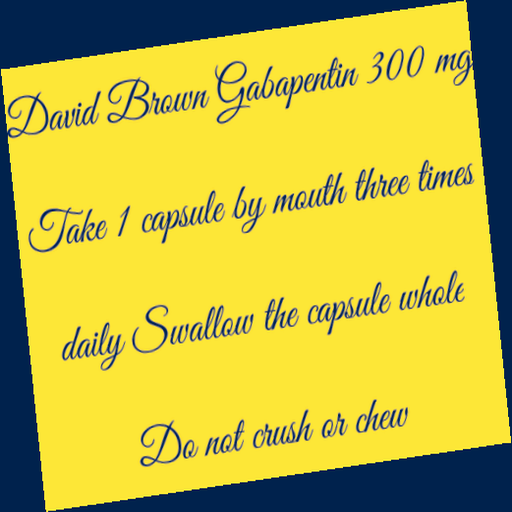 David Brown Gabapentin 300 mg
Take 1 capsule by mouth three times
daily Swallow the capsule whole
Do not crush or chew